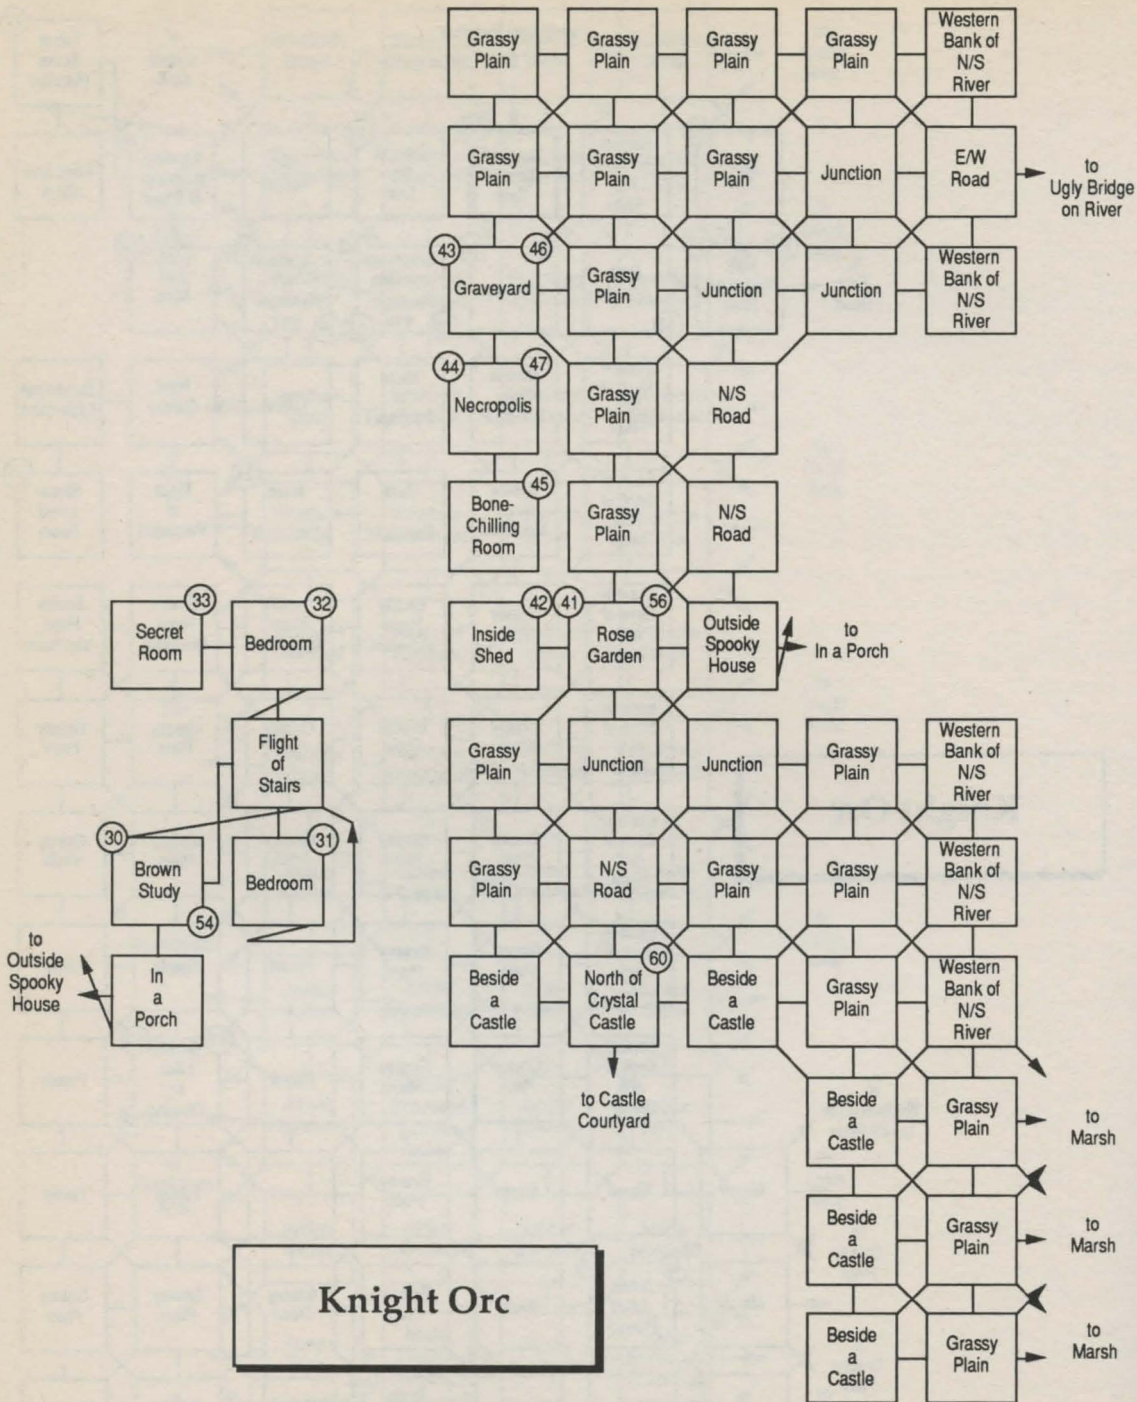 Grassy
Plain
Grassy
Plain
Grassy
Plain
Grassy
Plain
Western
Bank of
N/S
River
Grassy
Plain
Grassy
Plain
Grassy
Plain
Junction
E/W
Road
to
Ugly Bridge
on River
43
46
Graveyard
Grassy
Plain
Junction
Junction
Western
Bank of
N/S
River
44
47
Necropolis
Grassy
Plain
N/S
Road
45
Bone-
Chilling
Room
Grassy
Plain
N/S
Road
33
Secret
Room
32
Bedroom
42
Inside
Shed
41
56
Rose
Garden
Outside
Spooky
House
to
In a Porch
Flight
of
Stairs
Grassy
Plain
Junction
Junction
Grassy
Plain
Western
Bank of
N/S
River
30
Brown
Study
54
31
Bedroom
Grassy
Plain
N/S
Road
Grassy
Plain
Grassy
Plain
Western
Bank of
N/S
River
to
Outside
Spooky
House
In
a
Porch
Beside
a
Castle
60
North of
Crystal
Castle
Beside
a
Castle
Grassy
Plain
Western
Bank of
N/S
River
to Castle
Courtyard
Beside
a
Castle
Grassy
Plain
to
Marsh
Beside
a
Castle
Grassy
Plain
to
Marsh
Knight Orc
Beside
a
Castle
Grassy
Plain
to
Marsh